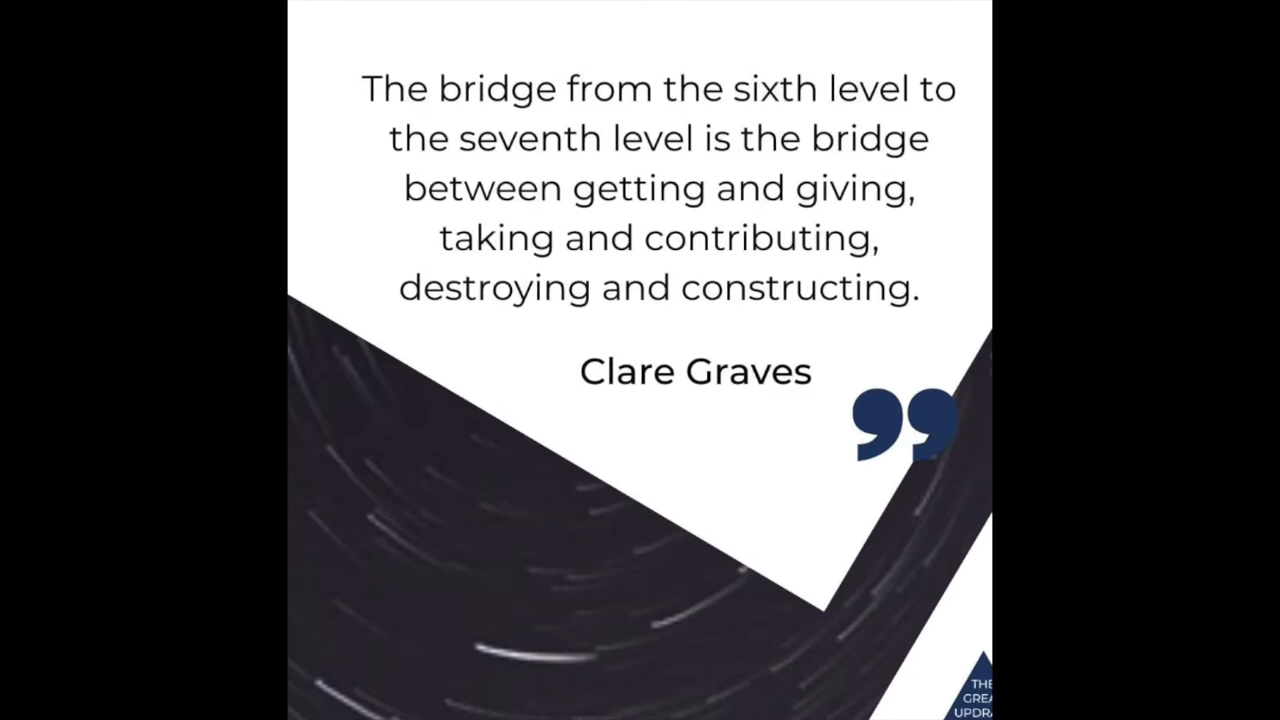 The bridge from the sixth level to
the seventh level is the bridge
between getting and giving,
taking and contributing,
destroying and constructing.
Clare Graves
”
THE